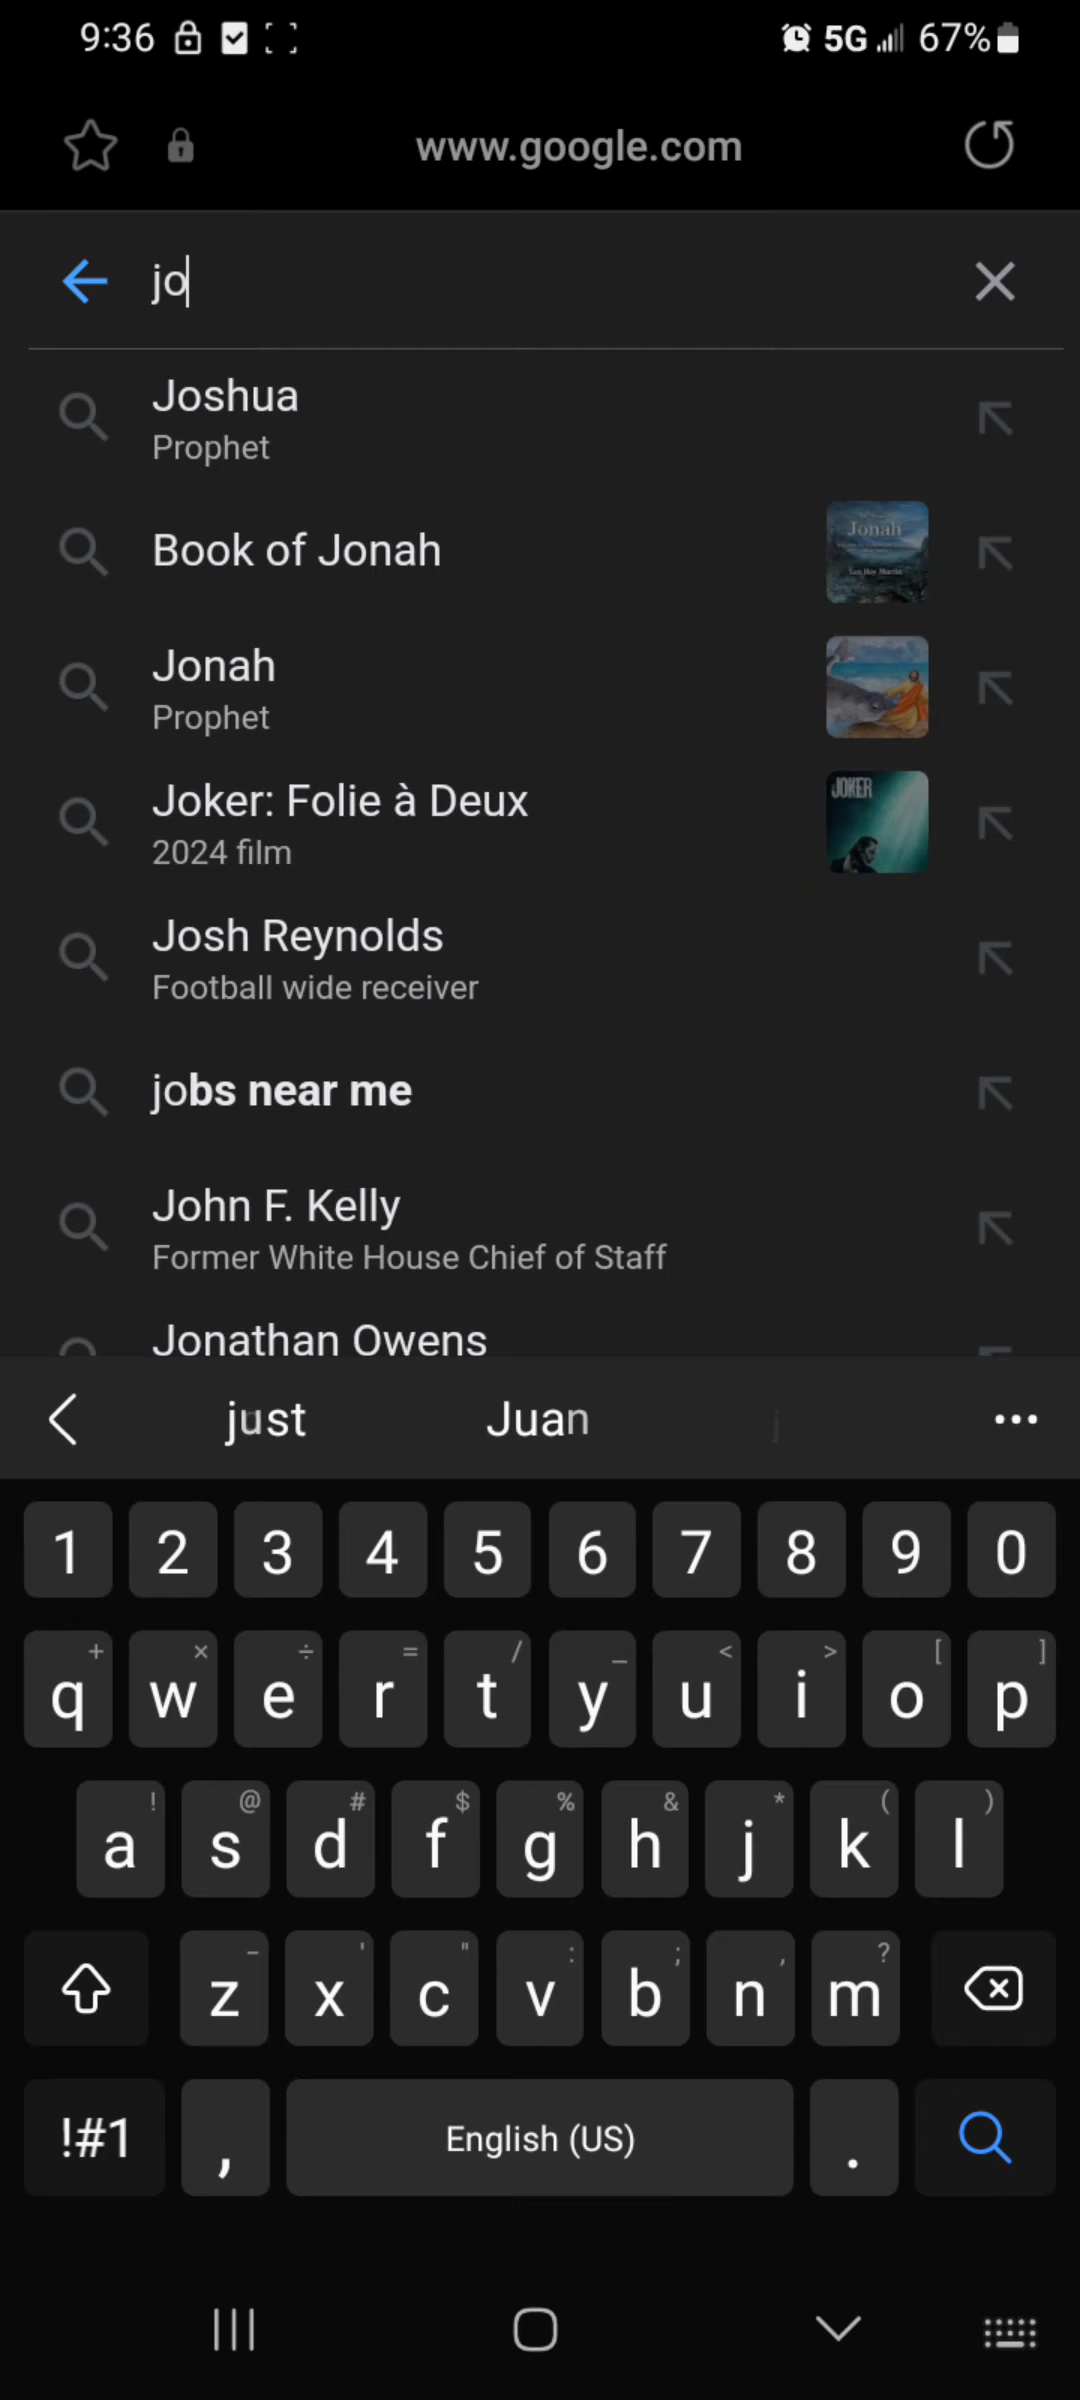 9:36 5G 67%
www.google.com
jo
Joshua
Prophet
Book of Jonah
Jonah
Jonah
Prophet
Joker: Folie à Deux
JOKER
2024 film
Josh Reynolds
Football wide receiver
jobs near me
John F. Kelly
Former White House Chief of Staff
Jonathan Owens
just Juan j
1 2 3 4 5 6 7 8 9 0
+ × ÷ = / _ < > [ ]
q w e r t y u i o p
! @ # $ % & * ( )
a s d f g h j k l
- ' " : ; , ?
z x c v b n m
!#1 , English (US) .